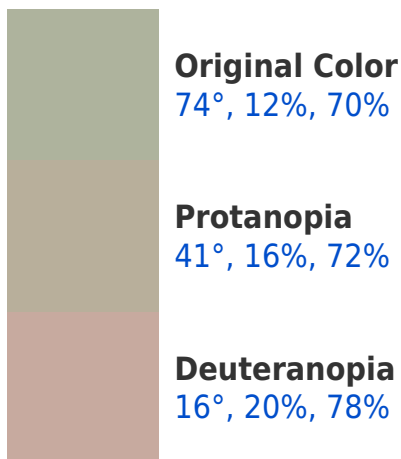 Original Color
74°, 12%, 70%
Protanopia
41°, 16%, 72%
Deuteranopia
16°, 20%, 78%